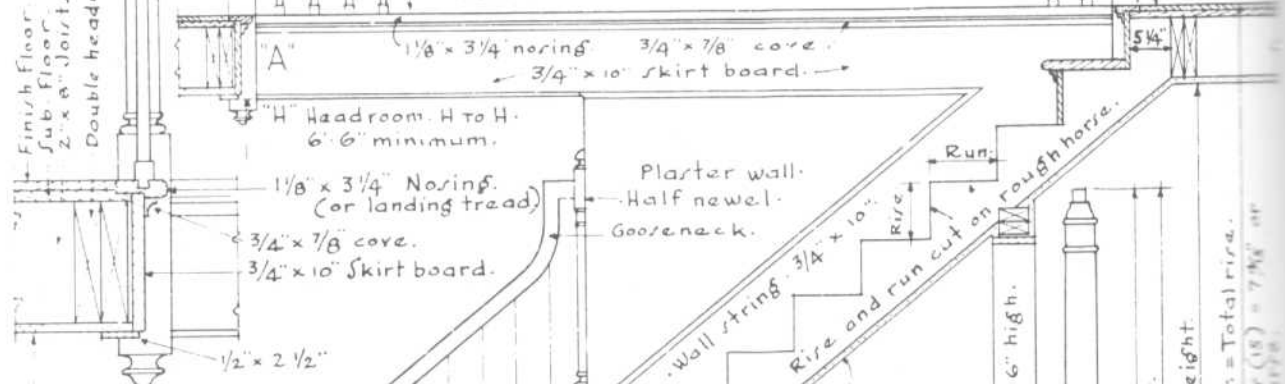 Finish Floor.
Sub-Floor.
2" x 8" Joist.
Double
"A"
1 1/8" x 3 1/4" nosing.
3/4" x 7/8" cove.
3/4" x 10" Skirt board.
5 1/4"
"H" Headroom. H to H.
6'-6" minimum.
1 1/8" x 3 1/4" Nosing.
(or landing tread)
3/4" x 7/8" cove.
3/4" x 10" Skirt board.
1/2" x 2 1/2"
Plaster wall.
Half newel.
Gooseneck.
Run.
Rise.
Wall string. 3/4" x 10".
Rise and run cut on rough horse.
6" high.
= Total rise.